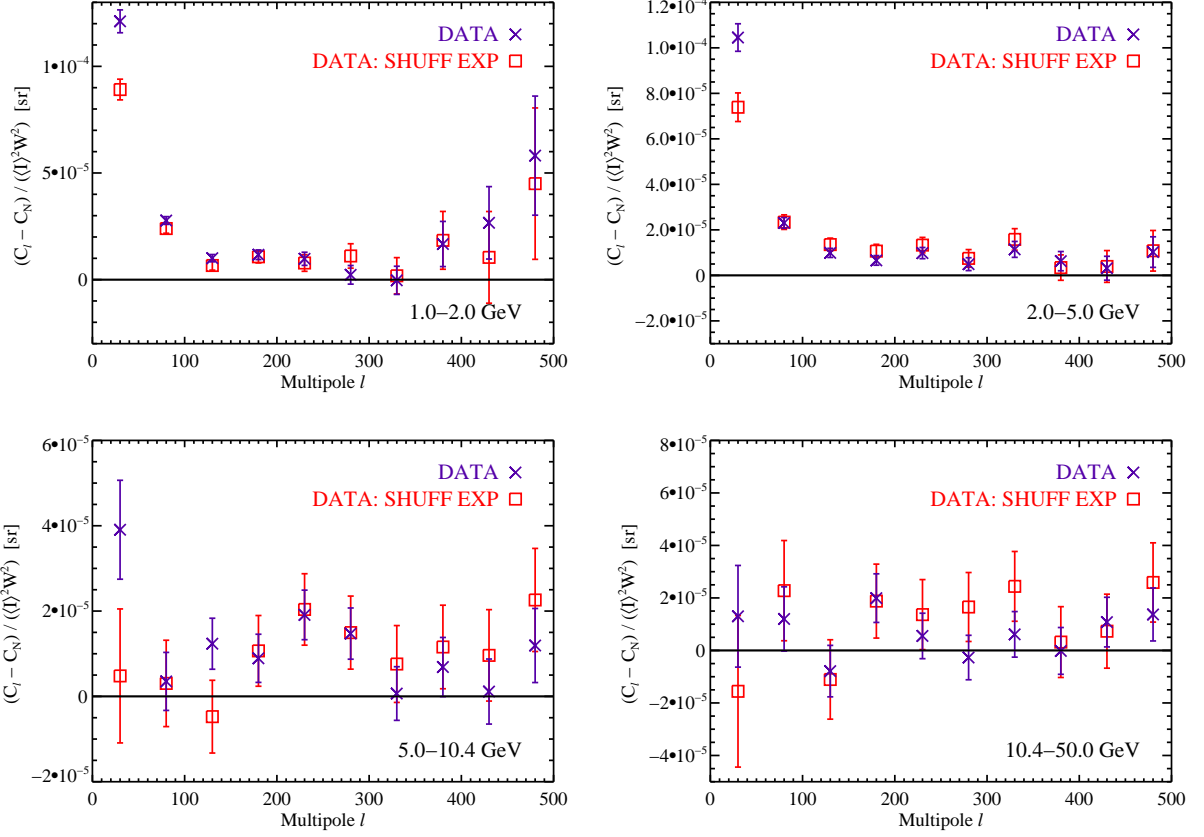 DATA
DATA: SHUFF EXP
1•10⁻⁴
5•10⁻⁵
0
(C_l − C_N) / (⟨I⟩²W²) [sr]
1.0−2.0 GeV
0 100 200 300 400 500
Multipole l
1.2•10⁻⁴
1.0•10⁻⁴
8.0•10⁻⁵
6.0•10⁻⁵
4.0•10⁻⁵
2.0•10⁻⁵
0
−2.0•10⁻⁵
(C_l − C_N) / (⟨I⟩²W²) [sr]
DATA
DATA: SHUFF EXP
2.0−5.0 GeV
0 100 200 300 400 500
Multipole l
6•10⁻⁵
4•10⁻⁵
2•10⁻⁵
0
−2•10⁻⁵
(C_l − C_N) / (⟨I⟩²W²) [sr]
DATA
DATA: SHUFF EXP
5.0−10.4 GeV
0 100 200 300 400 500
Multipole l
8•10⁻⁵
6•10⁻⁵
4•10⁻⁵
2•10⁻⁵
0
−2•10⁻⁵
−4•10⁻⁵
(C_l − C_N) / (⟨I⟩²W²) [sr]
DATA
DATA: SHUFF EXP
10.4−50.0 GeV
0 100 200 300 400 500
Multipole l